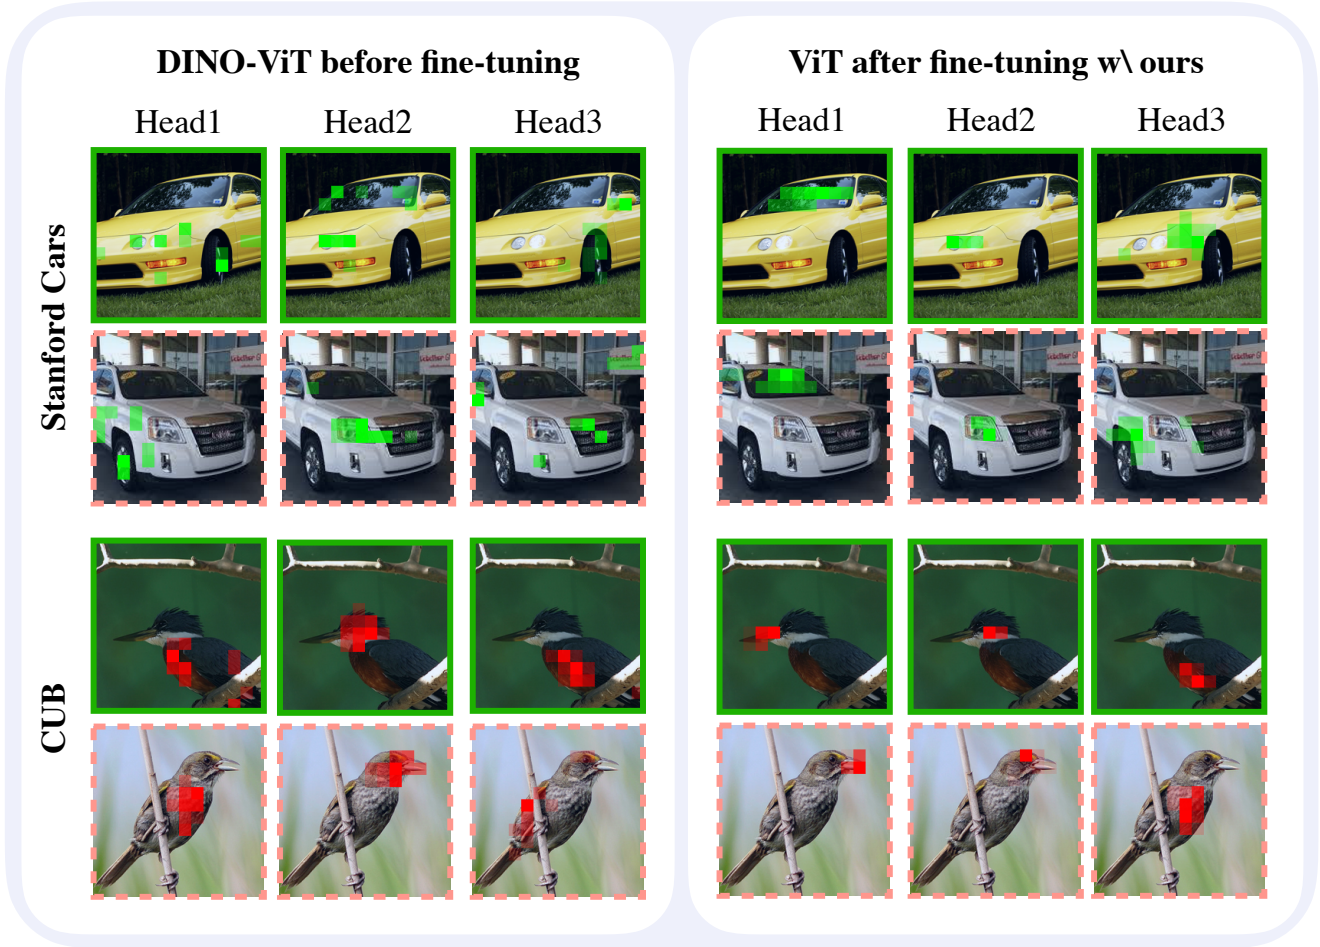 DINO-ViT before fine-tuning
ViT after fine-tuning w\ ours
Head1 Head2 Head3
Head1 Head2 Head3
Stanford Cars
CUB